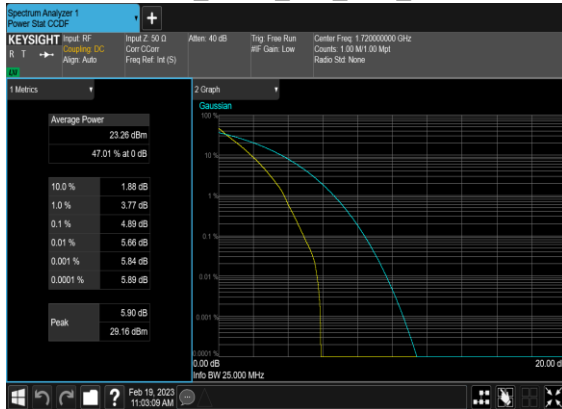 Spectrum Analyzer 1
Power Stat CCDF
+
KEYSIGHT
R T
LXI
Input: RF
Coupling: DC
Align: Auto
Input Z: 50 Ω
Corr CCorr
Freq Ref: Int (S)
Atten: 40 dB
Trig: Free Run
#IF Gain: Low
Center Freq: 1.720000000 GHz
Counts: 1.00 M/1.00 Mpt
Radio Std: None
1 Metrics
Average Power
23.26 dBm
47.01 % at 0 dB
10.0 % 1.88 dB
1.0 % 3.77 dB
0.1 % 4.89 dB
0.01 % 5.66 dB
0.001 % 5.84 dB
0.0001 % 5.89 dB
Peak
5.90 dB
29.16 dBm
2 Graph
Gaussian
100 %
10 %
1 %
0.1 %
0.01 %
0.001 %
0.0001 %
0.00 dB
20.00 d
Info BW 25.000 MHz
?
Feb 19, 2023
11:03:09 AM